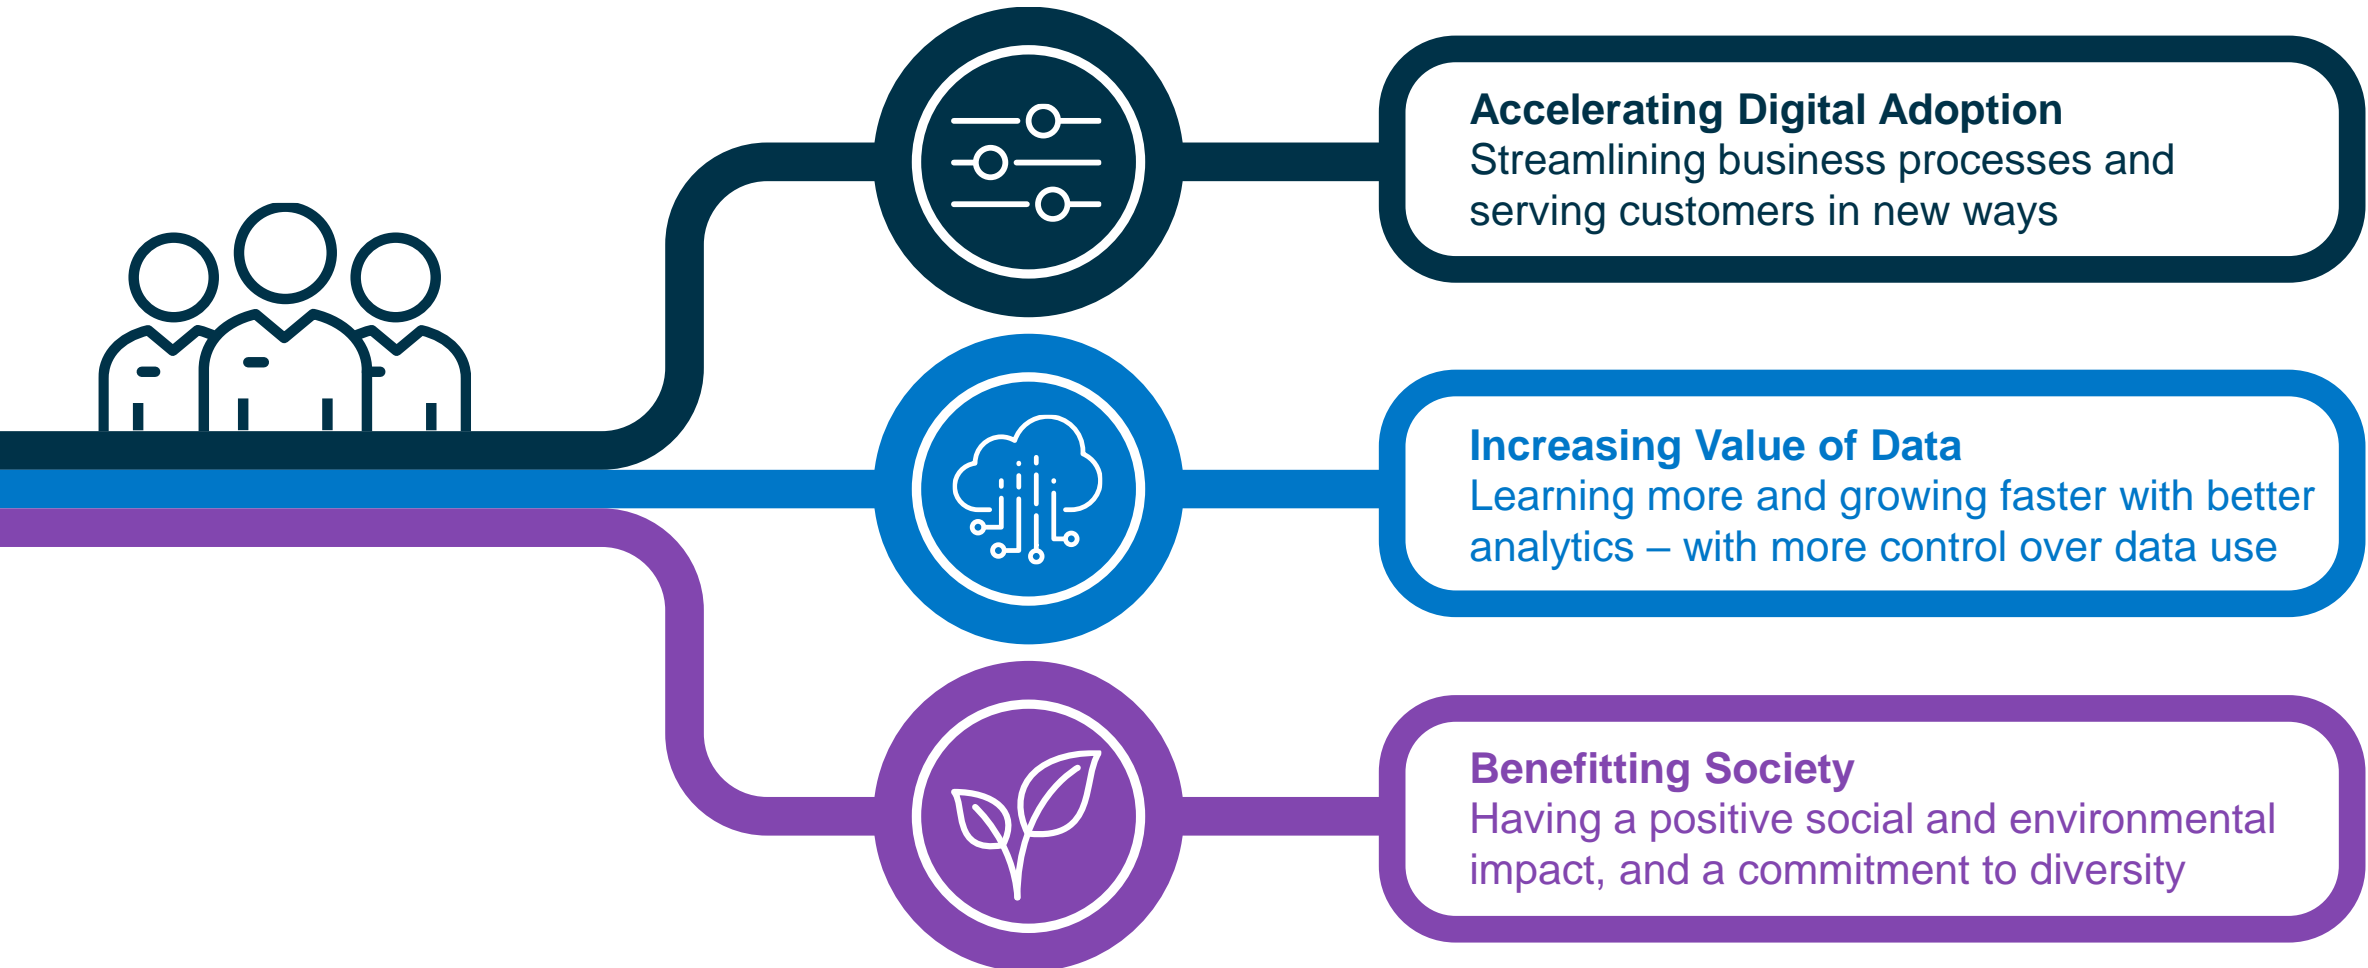 Accelerating Digital Adoption
Streamlining business processes and
serving customers in new ways
Increasing Value of Data
Learning more and growing faster with better
analytics – with more control over data use
Benefitting Society
Having a positive social and environmental
impact, and a commitment to diversity